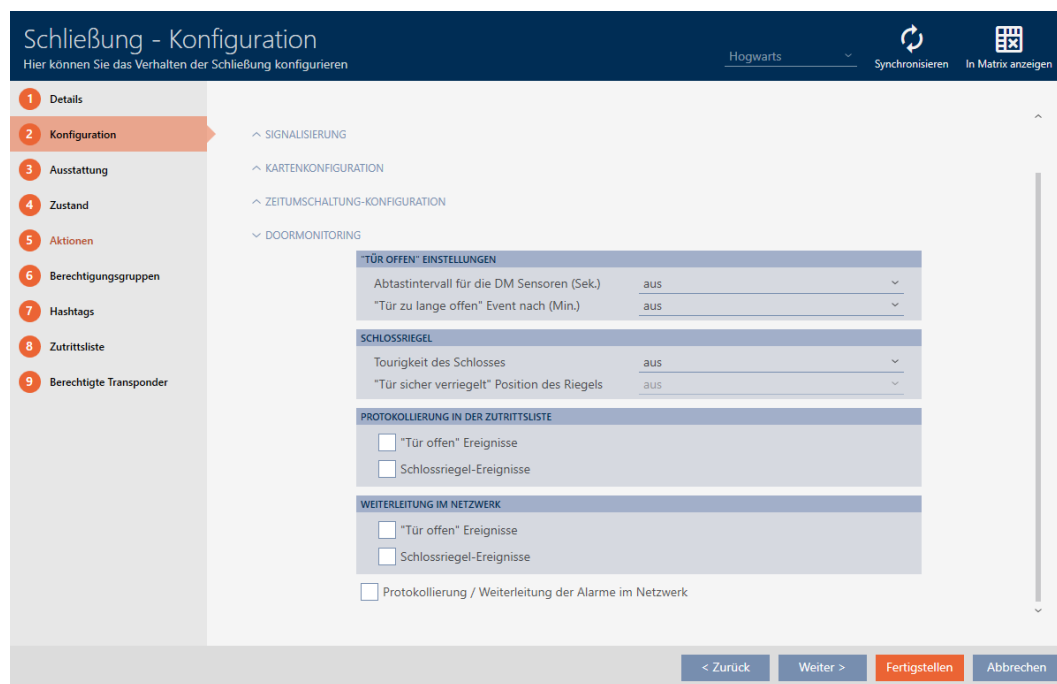 Schließung - Konfiguration
Hier können Sie das Verhalten der Schließung konfigurieren
Hogwarts
Synchronisieren
In Matrix anzeigen
1 Details
2 Konfiguration
3 Ausstattung
4 Zustand
5 Aktionen
6 Berechtigungsgruppen
7 Hashtags
8 Zutrittsliste
9 Berechtigte Transponder
SIGNALISIERUNG
KARTENKONFIGURATION
ZEITUMSCHALTUNG-KONFIGURATION
DOORMONITORING
"TÜR OFFEN" EINSTELLUNGEN
Abtastintervall für die DM Sensoren (Sek.) aus
"Tür zu lange offen" Event nach (Min.) aus
SCHLOSSRIEGEL
Tourigkeit des Schlosses aus
"Tür sicher verriegelt" Position des Riegels aus
PROTOKOLLIERUNG IN DER ZUTRITTSLISTE
"Tür offen" Ereignisse
Schlossriegel-Ereignisse
WEITERLEITUNG IM NETZWERK
"Tür offen" Ereignisse
Schlossriegel-Ereignisse
Protokollierung / Weiterleitung der Alarme im Netzwerk
< Zurück Weiter > Fertigstellen Abbrechen